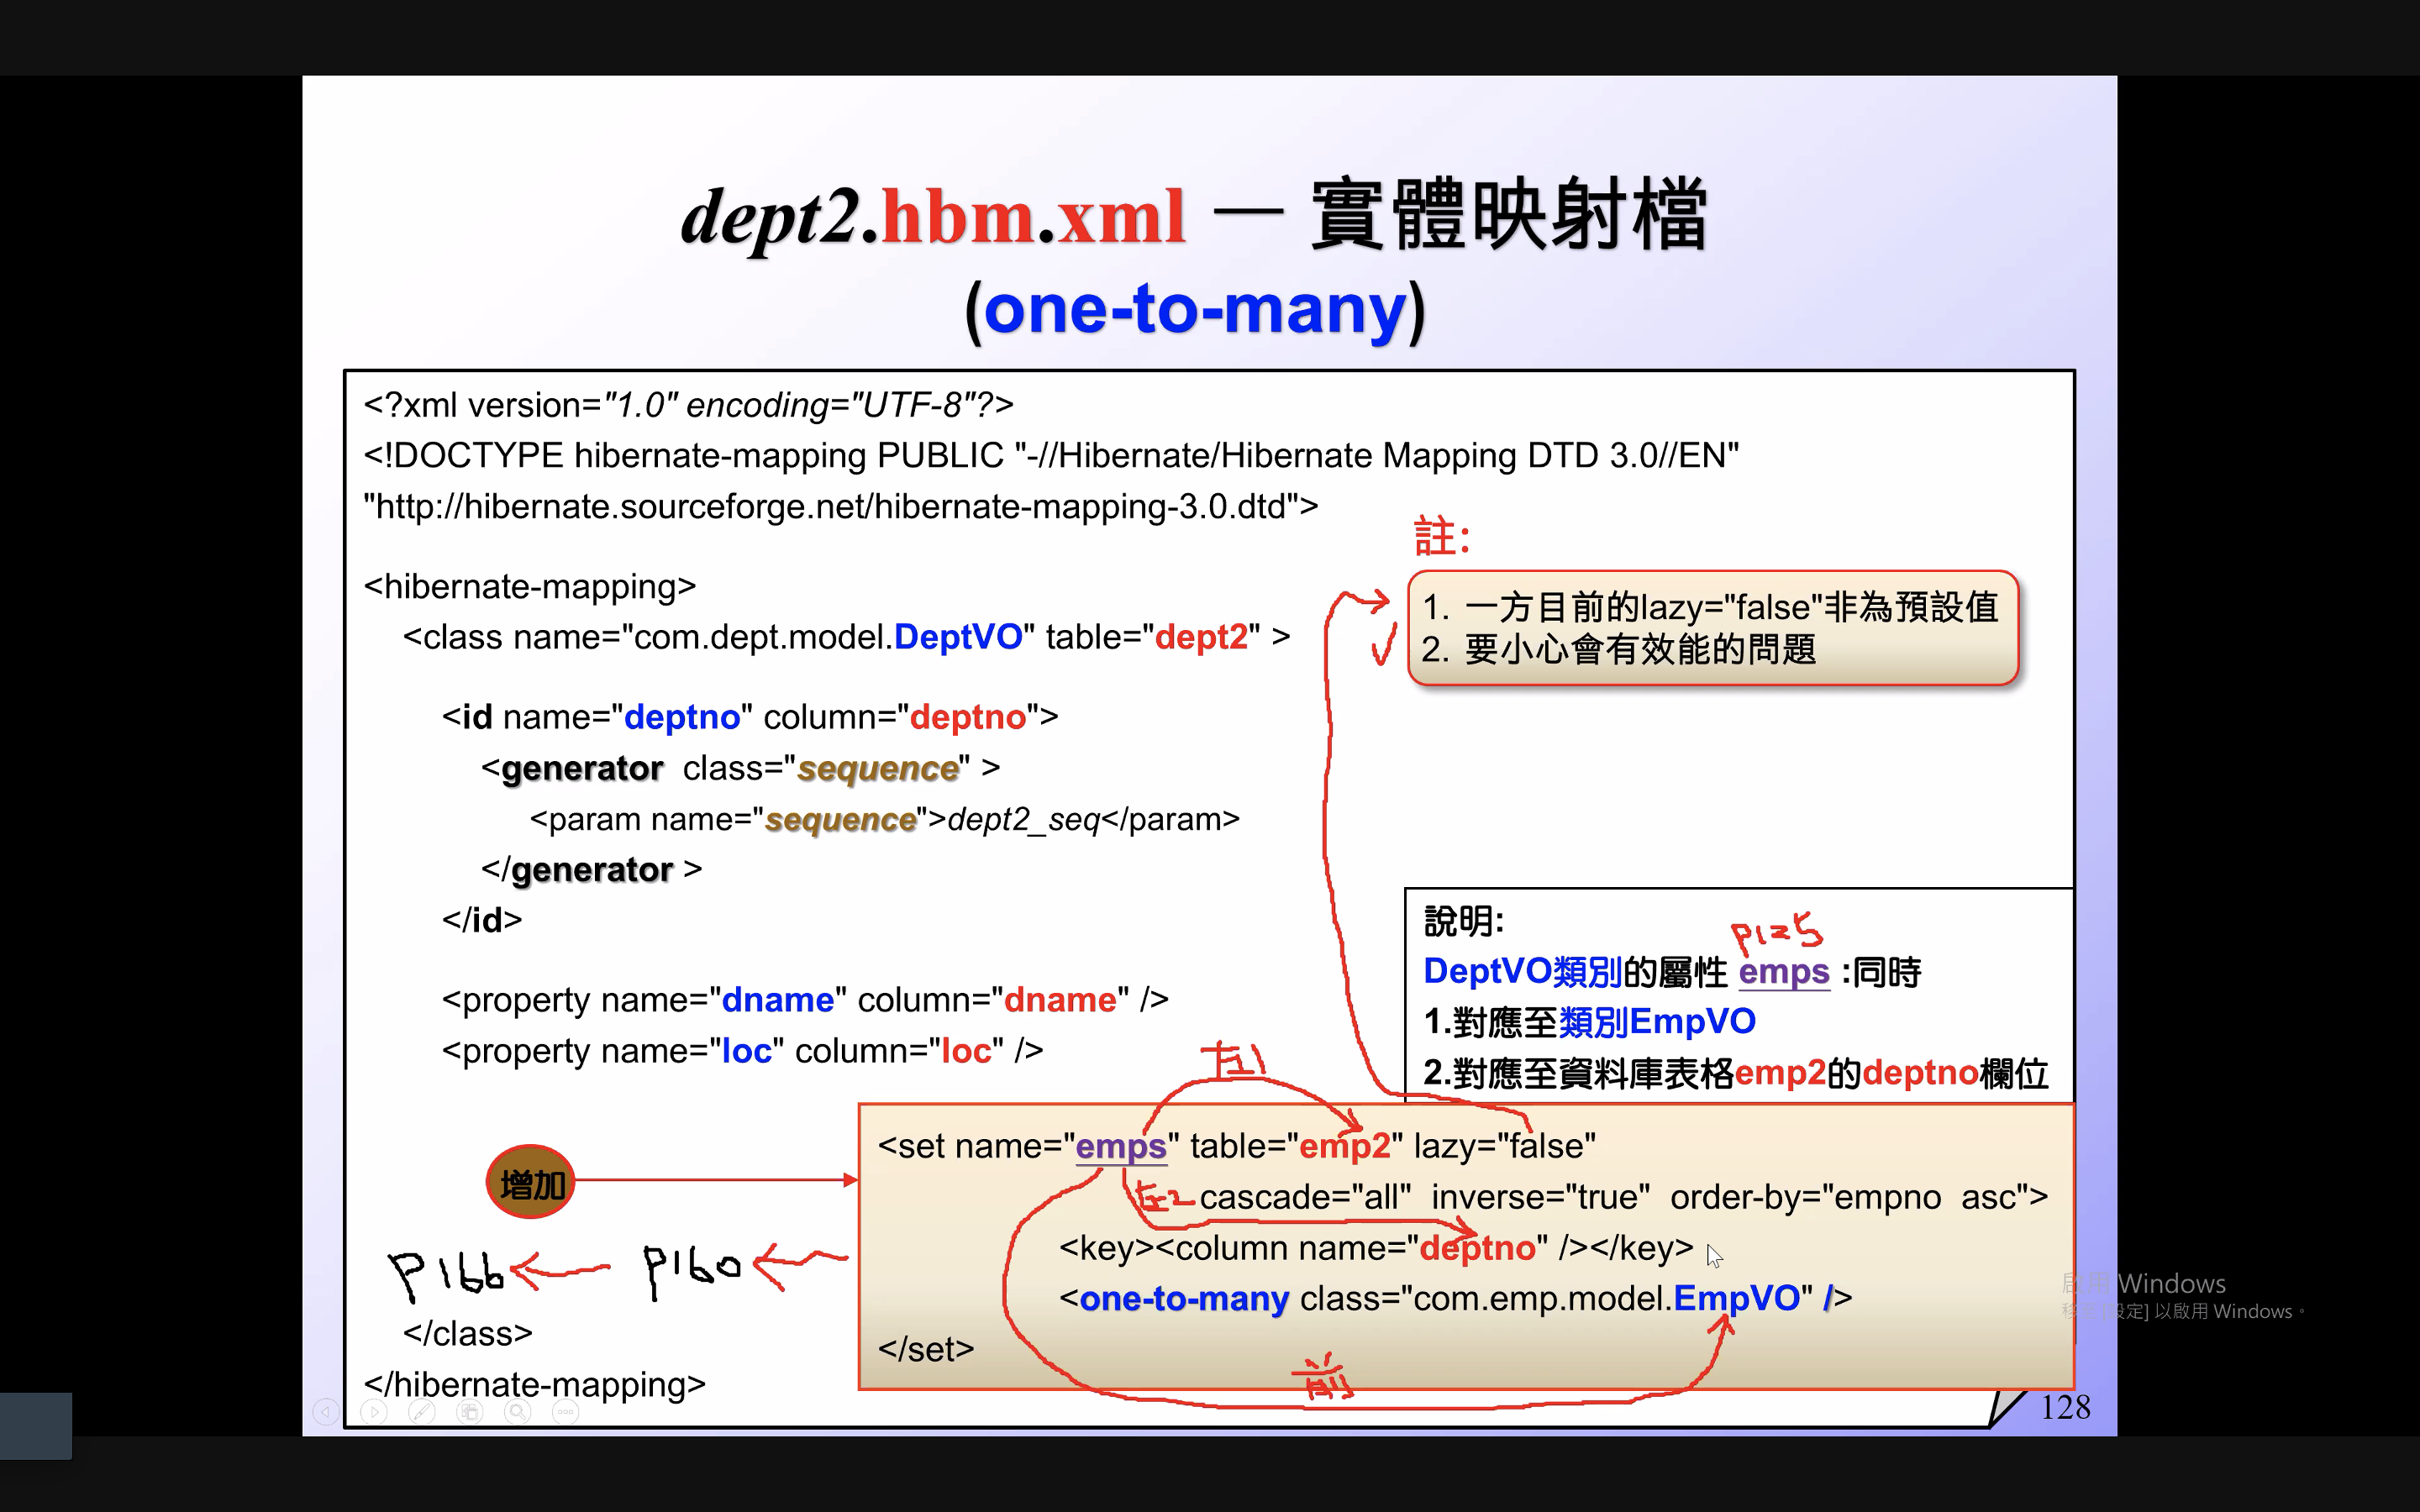 dept2.hbm.xml — 實體映射檔
(one-to-many)
<?xml version="1.0" encoding="UTF-8"?>
<!DOCTYPE hibernate-mapping PUBLIC "-//Hibernate/Hibernate Mapping DTD 3.0//EN"
"http://hibernate.sourceforge.net/hibernate-mapping-3.0.dtd">
註:
1. 一方目前的lazy="false"非為預設值
2. 要小心會有效能的問題
<hibernate-mapping>
<class name="com.dept.model.DeptVO" table="dept2" >
<id name="deptno" column="deptno">
<generator class="sequence" >
<param name="sequence">dept2_seq</param>
</generator >
</id>
<property name="dname" column="dname" />
<property name="loc" column="loc" />
說明:
P125
DeptVO類別的屬性 emps :同時
1.對應至類別EmpVO
2.對應至資料庫表格emp2的deptno欄位
增加
<set name="emps" table="emp2" lazy="false"
cascade="all" inverse="true" order-by="empno asc">
<key><column name="deptno" /></key>
<one-to-many class="com.emp.model.EmpVO" />
</set>
前
P166 P160
</class>
</hibernate-mapping>
128
啟用 Windows
以啟用 Windows。